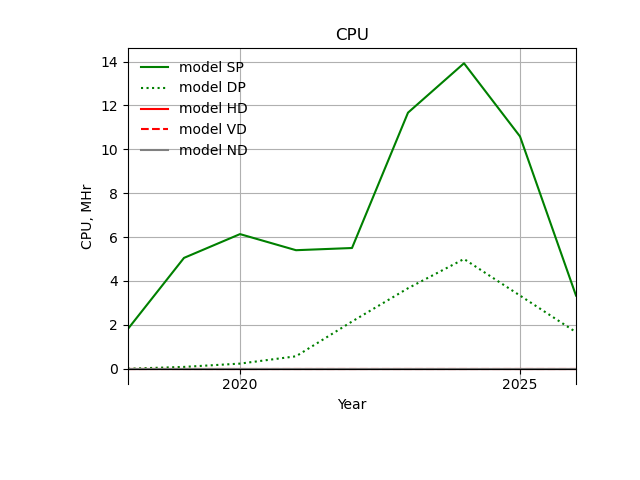 CPU
14
12
10
8
6
4
2
0
CPU, MHr
model SP
model DP
model HD
model VD
model ND
2020
2025
Year